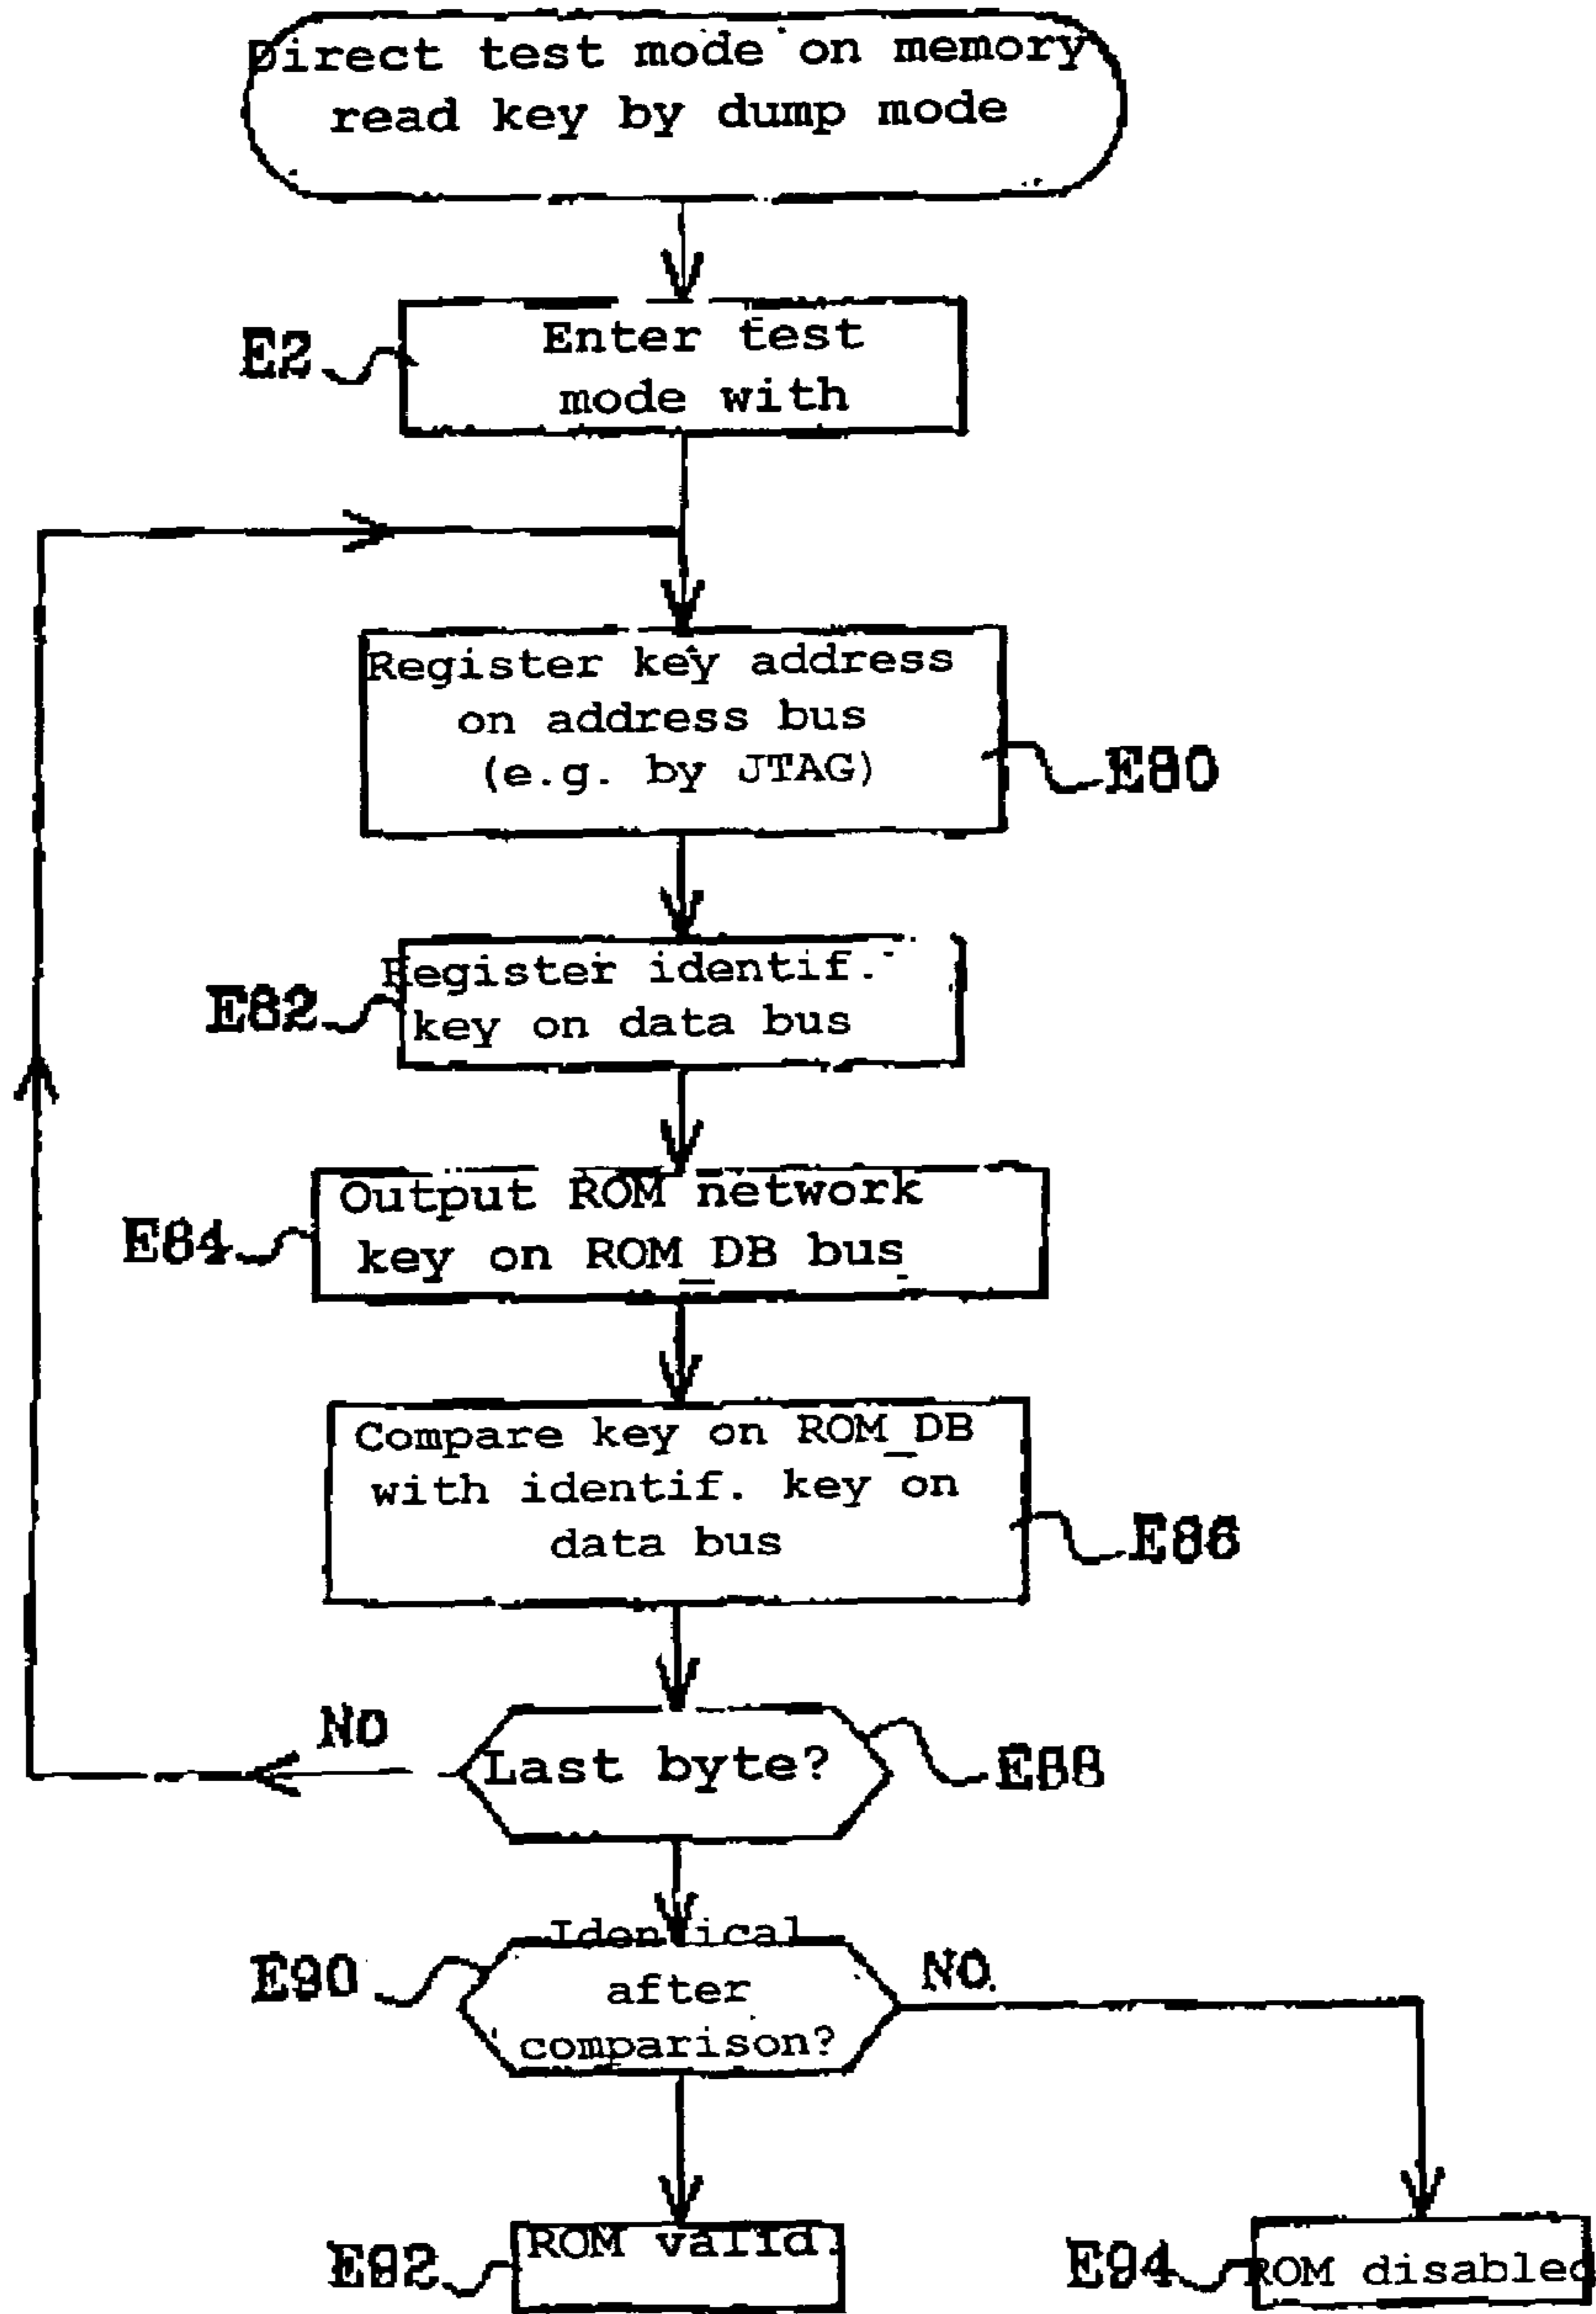 Direct test mode on memory
read key by dump mode
E2
Enter test
mode with
Register key address
on address bus
(e.g. by JTAG)
E80
Register identif.
key on data bus
E82
Output ROM network
key on ROM_DB bus
E84
Compare key on ROM_DB
with identif. key on
data bus
E86
NO
Last byte?
E88
E90
Identical
after
comparison?
NO
E92
ROM valid.
E94
ROM disabled